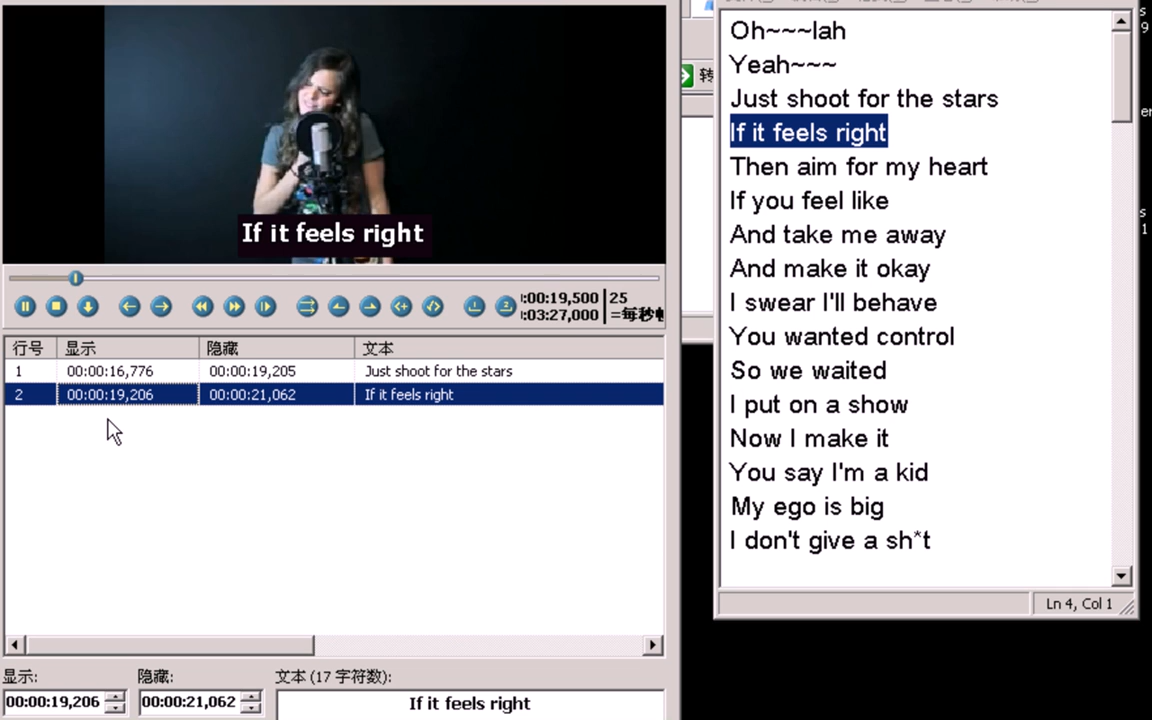 If it feels right
:00:19,500
25
:03:27,000
=每秒
行号 显示 隐藏 文本
1 00:00:16,776 00:00:19,205 Just shoot for the stars
2 00:00:19,206 00:00:21,062 If it feels right
显示: 隐藏: 文本 (17 字符数):
00:00:19,206 00:00:21,062 If it feels right
转
Oh~~~lah
Yeah~~~
Just shoot for the stars
If it feels right
Then aim for my heart
If you feel like
And take me away
And make it okay
I swear I'll behave
You wanted control
So we waited
I put on a show
Now I make it
You say I'm a kid
My ego is big
I don't give a sh*t
Ln 4, Col 1
s
9
er
s
1